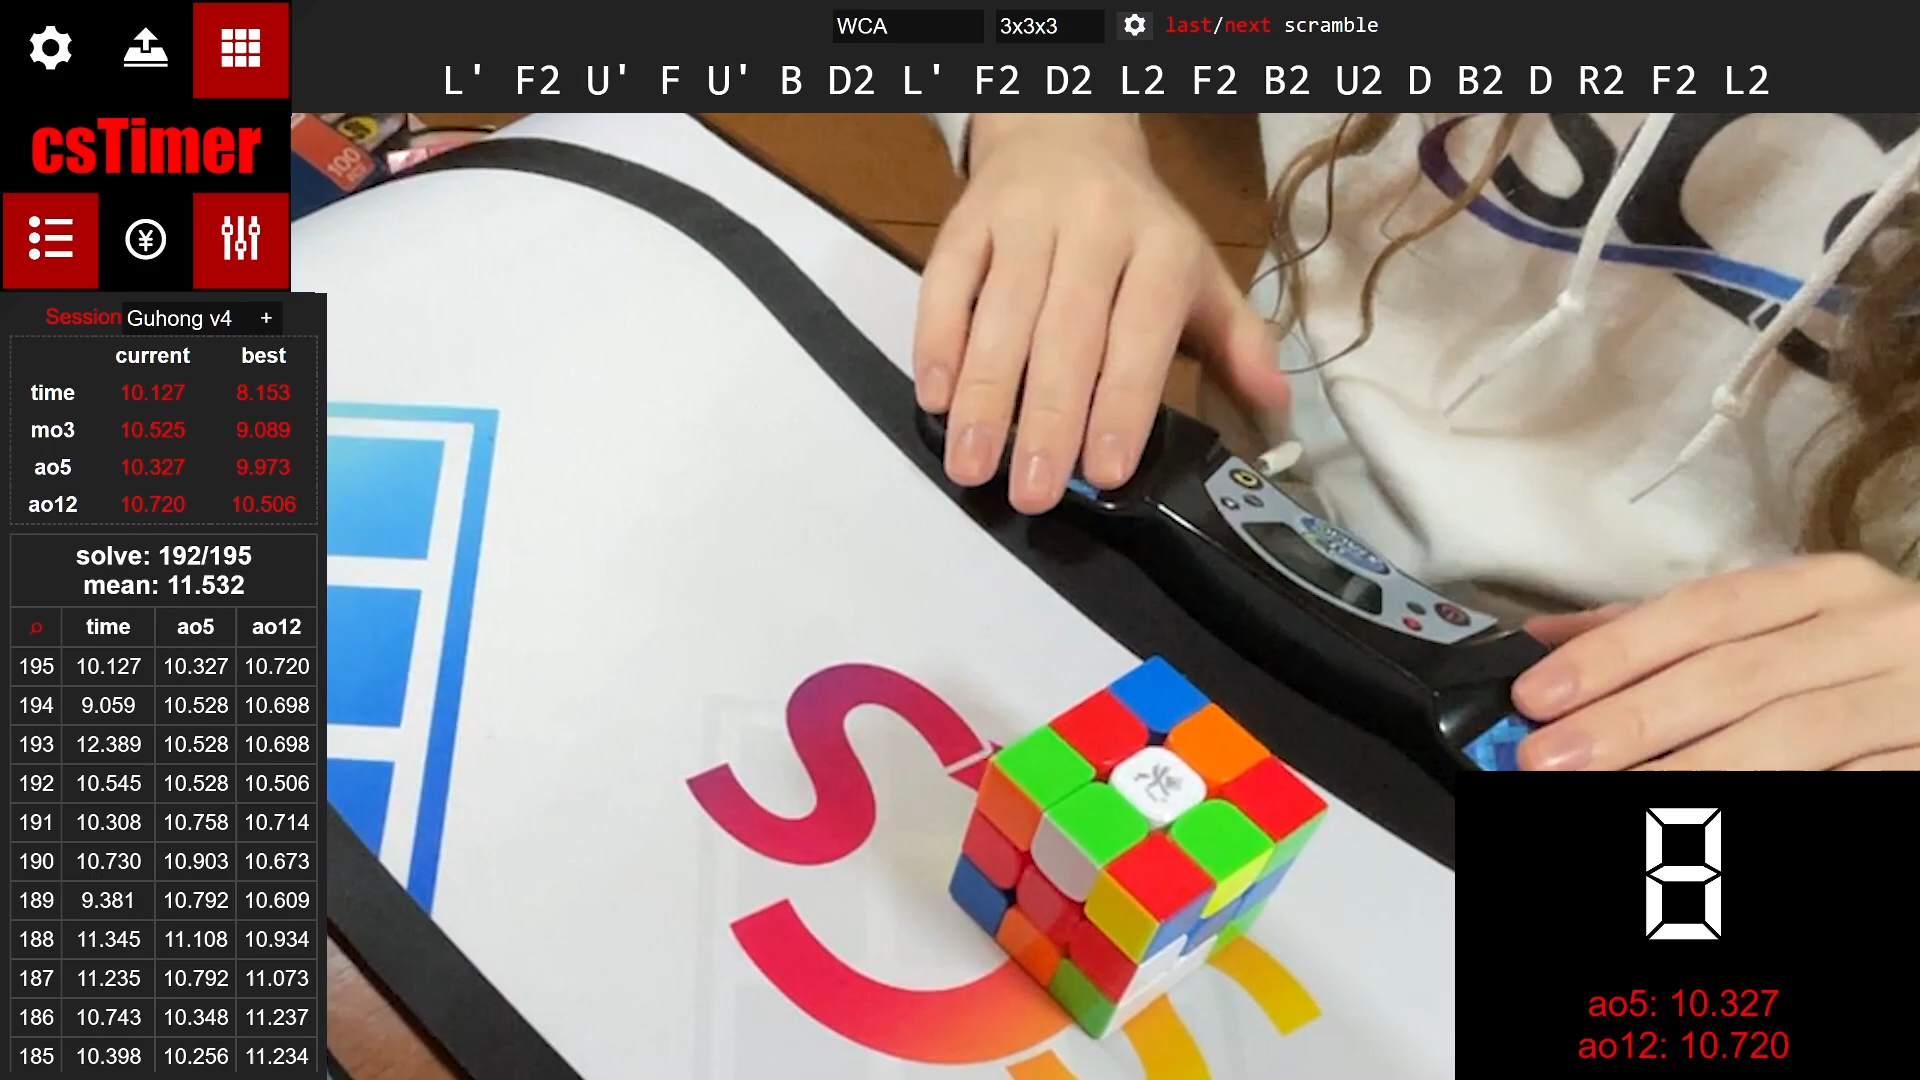 WCA 3x3x3 last/next scramble
L' F2 U' F U' B D2 L' F2 D2 L2 F2 B2 U2 D B2 D R2 F2 L2
csTimer
Session Guhong v4 +
current best
time 10.127 8.153
mo3 10.525 9.089
ao5 10.327 9.973
ao12 10.720 10.506
solve: 192/195
mean: 11.532
time ao5 ao12
195 10.127 10.327 10.720
194 9.059 10.528 10.698
193 12.389 10.528 10.698
192 10.545 10.528 10.506
191 10.308 10.758 10.714
190 10.730 10.903 10.673
189 9.381 10.792 10.609
188 11.345 11.108 10.934
187 11.235 10.792 11.073
186 10.743 10.348 11.237
185 10.398 10.256 11.234
100
8
ao5: 10.327
ao12: 10.720